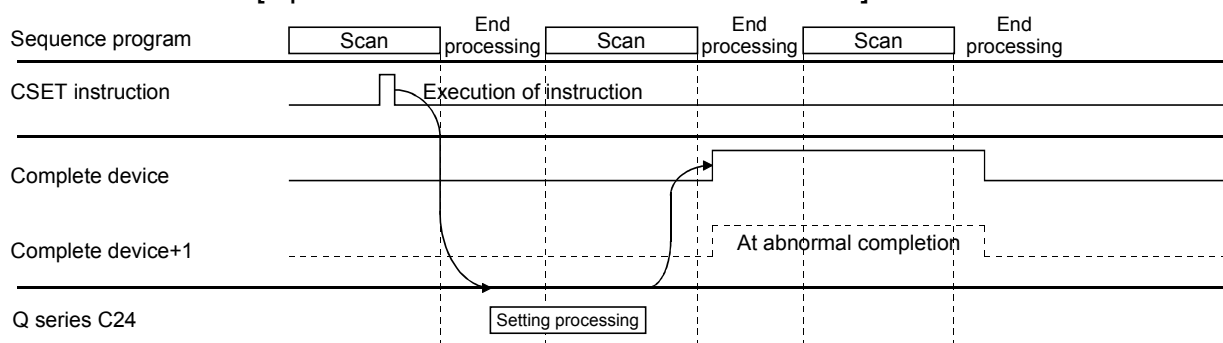 [
]
Sequence program
Scan
End
processing
Scan
End
processing
Scan
End
processing
CSET instruction
Execution of instruction
Complete device
Complete device+1
At abnormal completion
Q series C24
Setting processing